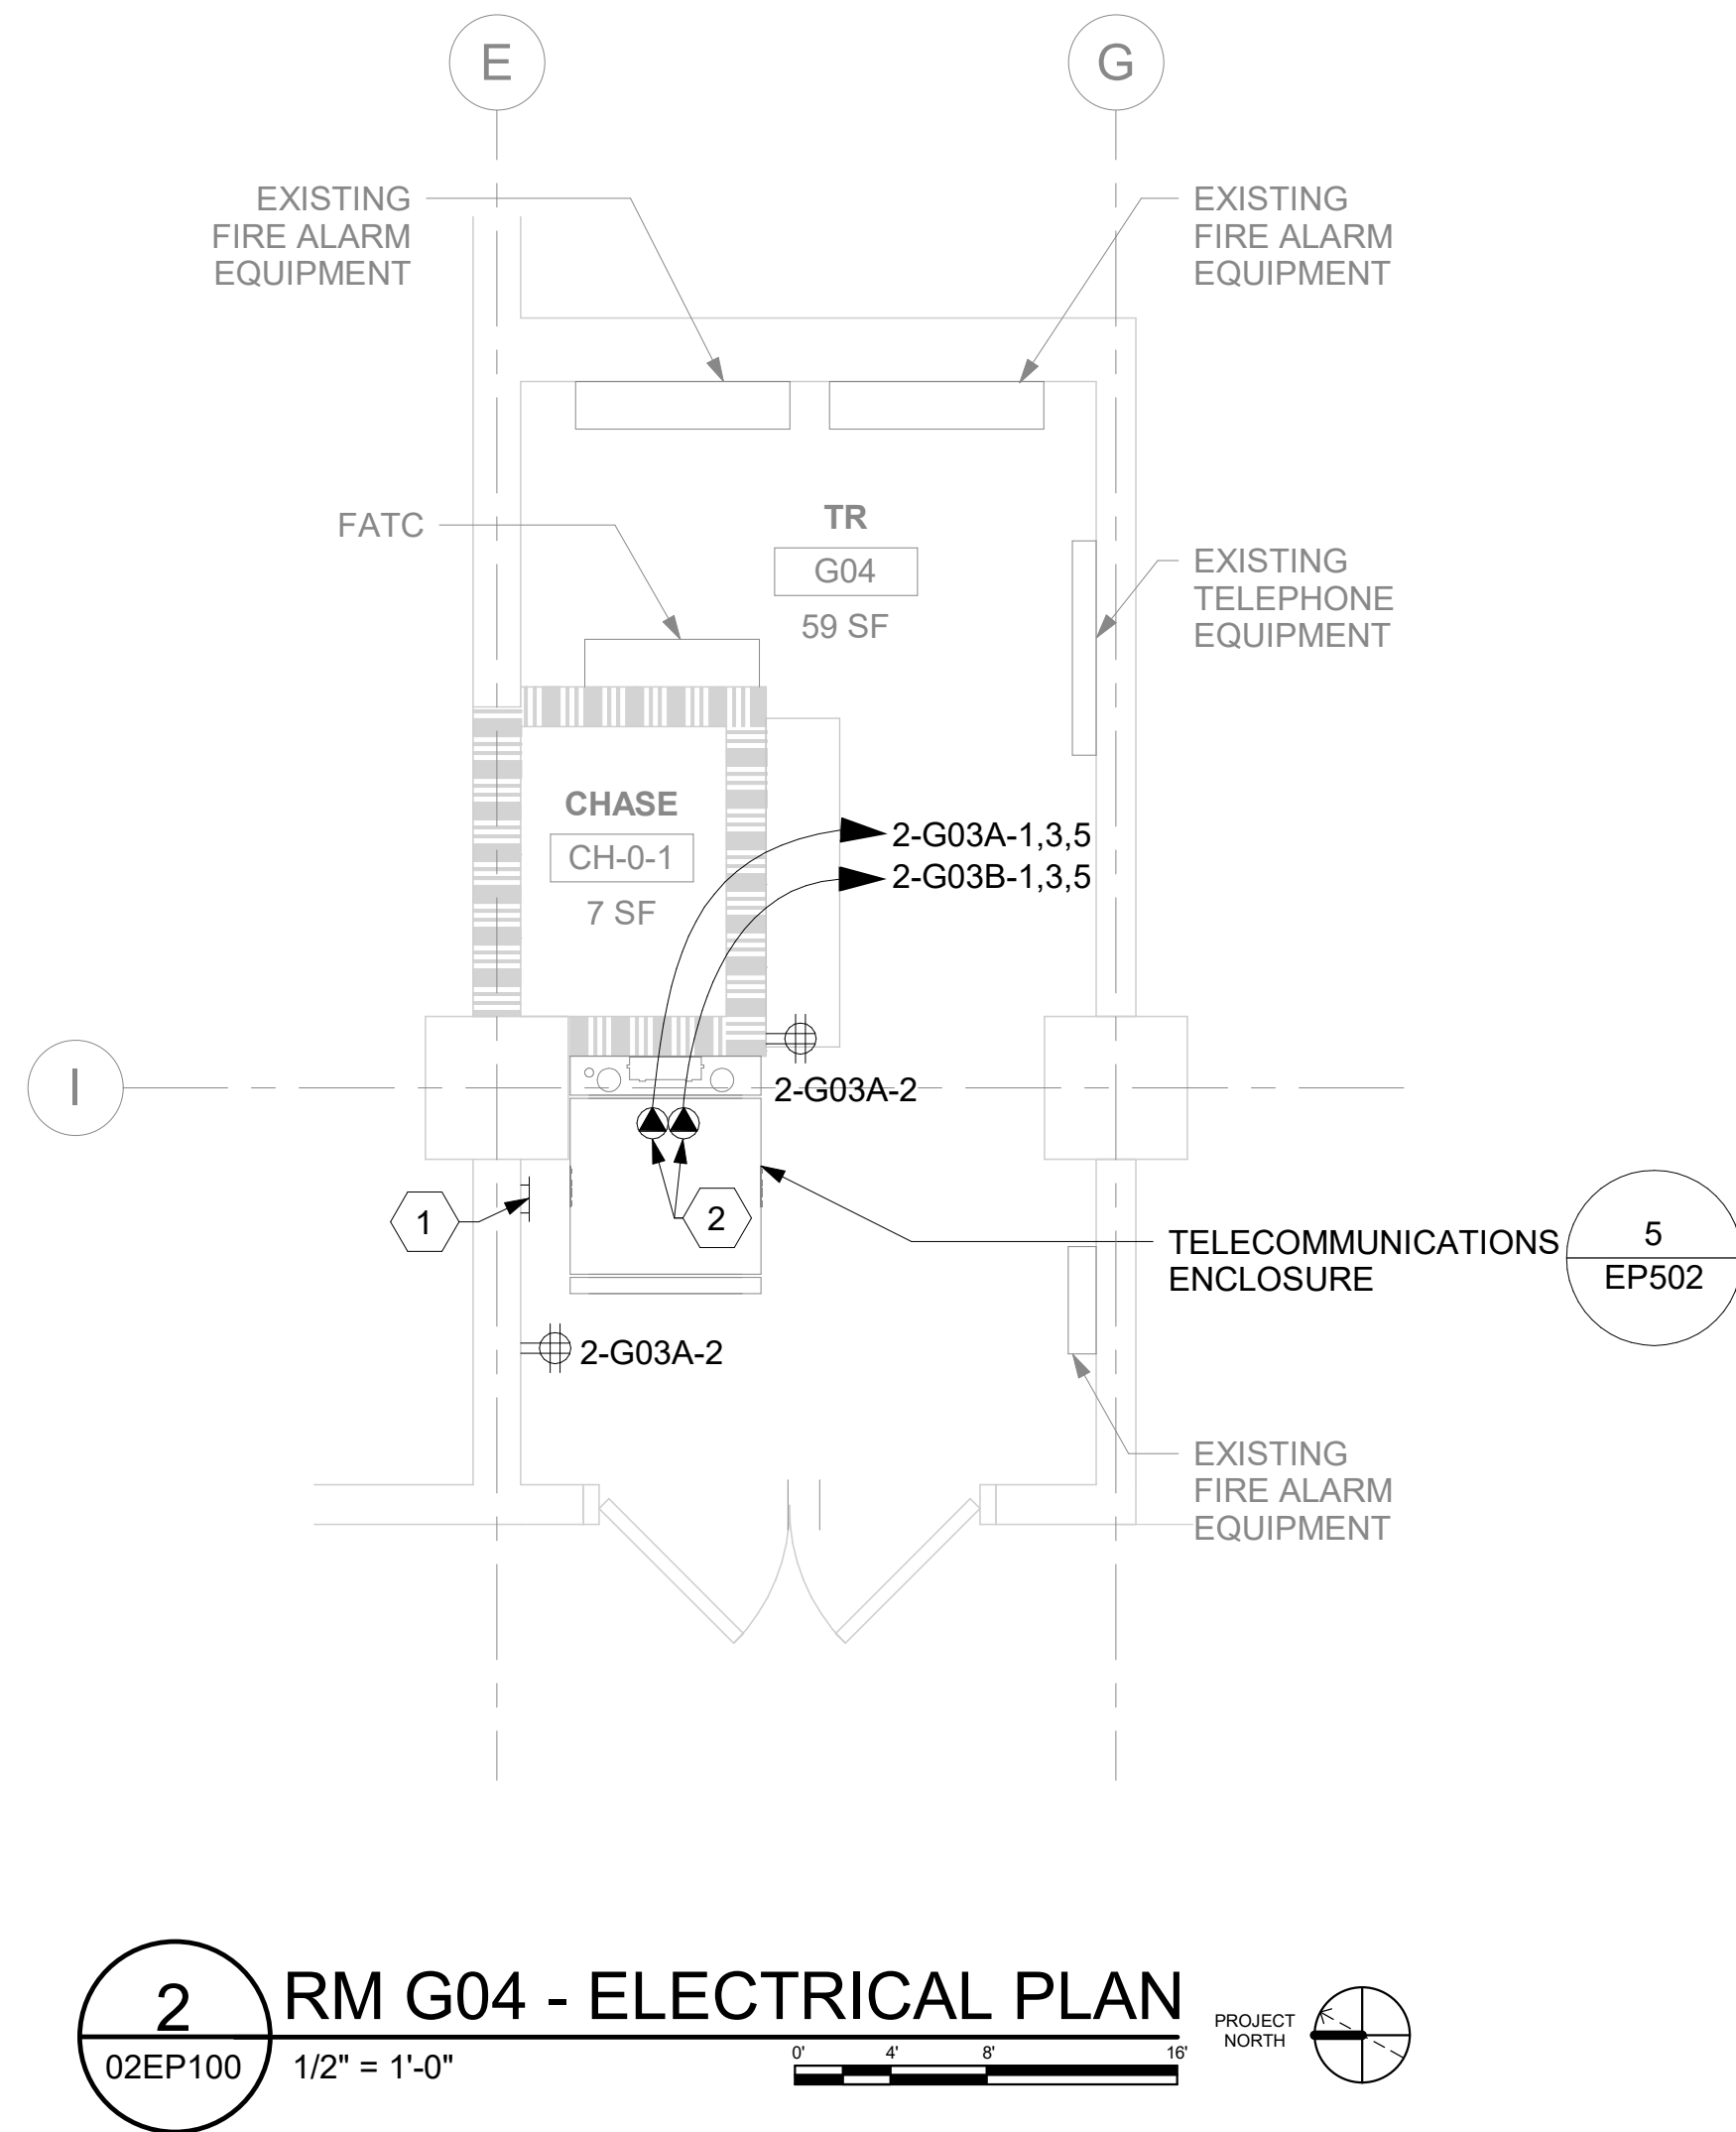 E
G
EXISTING
FIRE ALARM
EQUIPMENT
EXISTING
FIRE ALARM
EQUIPMENT
FATC
TR
G04
59 SF
EXISTING
TELEPHONE
EQUIPMENT
CHASE
CH-0-1
7 SF
2-G03A-1,3,5
2-G03B-1,3,5
I
2-G03A-2
1
2
TELECOMMUNICATIONS
ENCLOSURE
5
EP502
2-G03A-2
EXISTING
FIRE ALARM
EQUIPMENT
2
02EP100
RM G04 - ELECTRICAL PLAN
1/2" = 1'-0"
0' 4' 8' 16'
PROJECT
NORTH